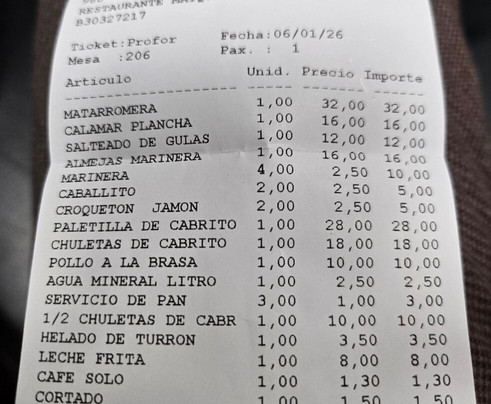 RESTAURANTE
B30327217
Ticket:Profor Fecha:06/01/26
Mesa :206 Pax. : 1
Articulo Unid. Precio Importe
MATARROMERA 1,00 32,00 32,00
CALAMAR PLANCHA 1,00 16,00 16,00
SALTEADO DE GULAS 1,00 12,00 12,00
ALMEJAS MARINERA 1,00 16,00 16,00
MARINERA 4,00 2,50 10,00
CABALLITO 2,00 2,50 5,00
CROQUETON JAMON 2,00 2,50 5,00
PALETILLA DE CABRITO 1,00 28,00 28,00
CHULETAS DE CABRITO 1,00 18,00 18,00
POLLO A LA BRASA 1,00 10,00 10,00
AGUA MINERAL LITRO 1,00 2,50 2,50
SERVICIO DE PAN 3,00 1,00 3,00
1/2 CHULETAS DE CABR 1,00 10,00 10,00
HELADO DE TURRON 1,00 3,50 3,50
LECHE FRITA 1,00 8,00 8,00
CAFE SOLO 1,00 1,30 1,30
CORTADO 1,00 1,50 1,50